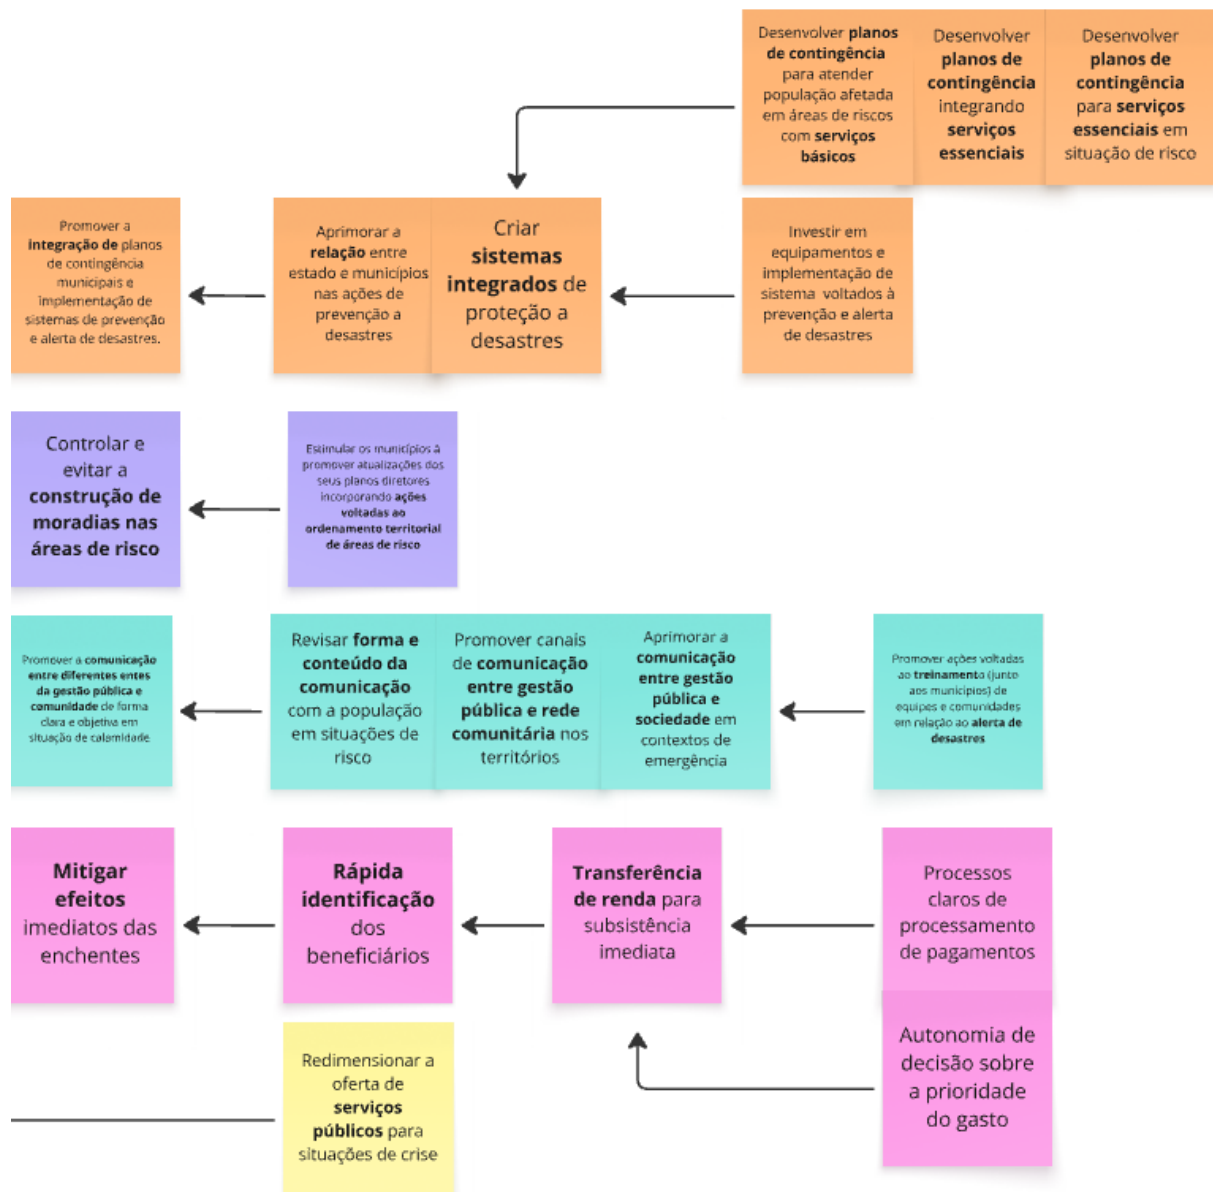 Desenvolver planos
de contingência
para atender
população afetada
em áreas de riscos
com serviços
básicos
Desenvolver
planos de
contingência
integrando
serviços
essenciais
Desenvolver
planos de
contingência
para serviços
essenciais em
situação de risco
Promover a
integração de planos
de contingência
municipais e
implementação de
sistemas de prevenção
e alerta de desastres.
Aprimorar a
relação entre
estado e municípios
nas ações de
prevenção a
desastres
Criar
sistemas
integrados de
proteção a
desastres
Investir em
equipamentos e
implementação de
sistema voltados à
prevenção e alerta
de desastres
Controlar e
evitar a
construção de
moradias nas
áreas de risco
Estimular os municípios à
promover atualizações dos
seus planos diretores
incorporando ações
voltadas ao
ordenamento territorial
de áreas de risco
Promover a comunicação
entre diferentes entes
da gestão pública e
comunidade de forma
clara e objetiva em
situação de calamidade
Revisar forma e
conteúdo da
comunicação
com a população
em situações de
risco
Promover canais
de comunicação
entre gestão
pública e rede
comunitária nos
territórios
Aprimorar a
comunicação
entre gestão
pública e
sociedade em
contextos de
emergência
Promover ações voltadas
ao treinamento (junto
aos municípios) de
equipes e comunidades
em relação ao alerta de
desastres
Mitigar
efeitos
imediatos das
enchentes
Rápida
identificação
dos
beneficiários
Transferência
de renda para
subsistência
imediata
Processos
claros de
processamento
de pagamentos
Autonomia de
decisão sobre
a prioridade
do gasto
Redimensionar a
oferta de
serviços
públicos para
situações de crise